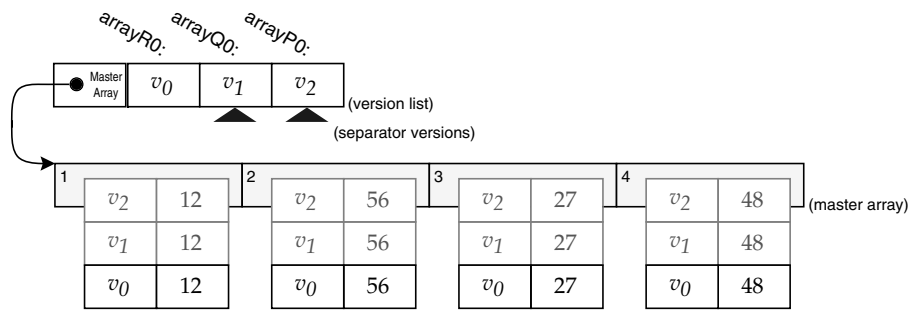 arrayR0: arrayQ0: arrayP0:
Master Array v0 v1 v2
(version list)
(separator versions)
1 2 3 4
v2 12 v2 56 v2 27 v2 48
(master array)
v1 12 v1 56 v1 27 v1 48
v0 12 v0 56 v0 27 v0 48